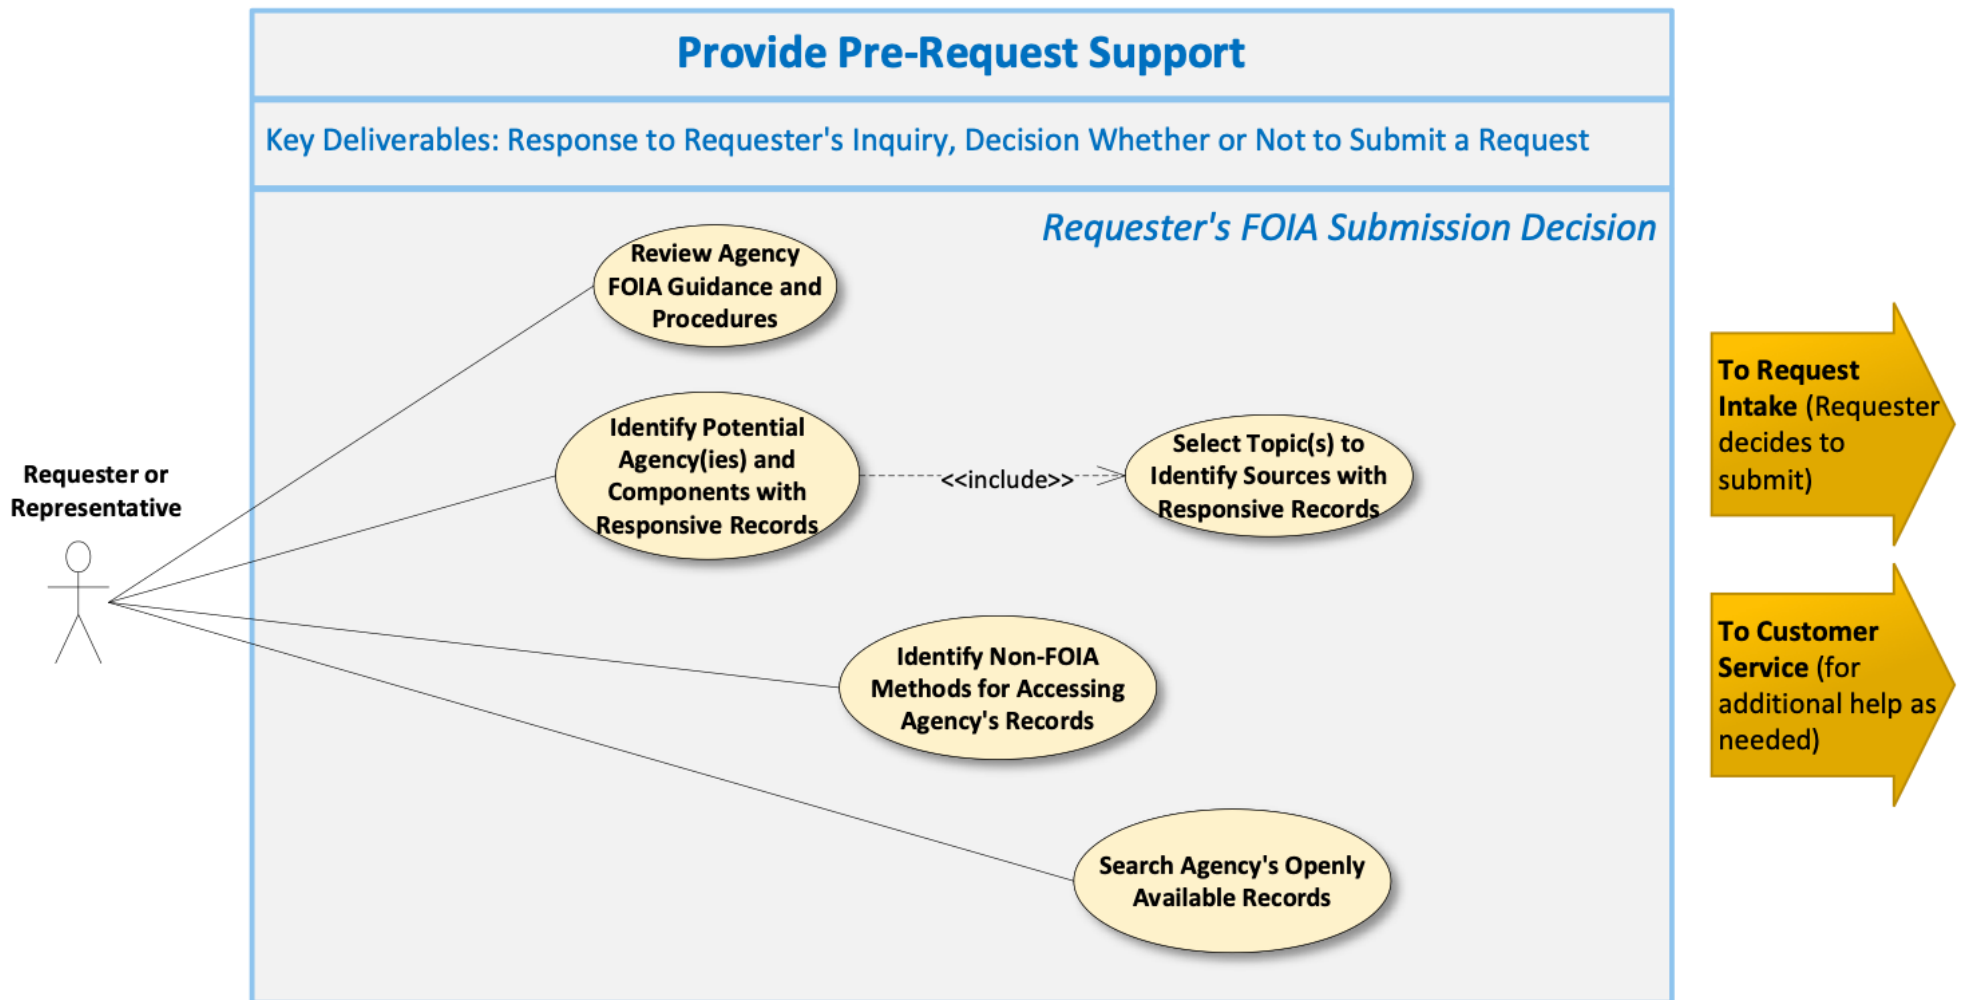 Provide Pre-Request Support
Key Deliverables: Response to Requester's Inquiry, Decision Whether or Not to Submit a Request
Requester's FOIA Submission Decision
Review Agency
FOIA Guidance and
Procedures
Identify Potential
Agency(ies) and
Components with
Responsive Records
<<include>>
Select Topic(s) to
Identify Sources with
Responsive Records
Requester or
Representative
Identify Non-FOIA
Methods for Accessing
Agency's Records
Search Agency's Openly
Available Records
To Request
Intake (Requester
decides to
submit)
To Customer
Service (for
additional help as
needed)